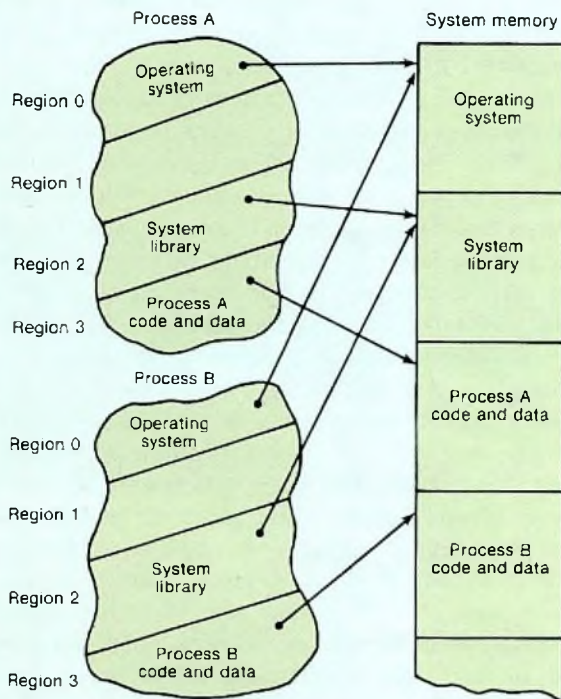 Process A
System memory
Operating
system
Region 0
Region 1
System
library
Region 2
Process A
code and data
Region 3
Operating
system
System
library
Process A
code and data
Process B
code and data
Process B
Operating
system
Region 0
Region 1
System
library
Region 2
Process B
code and data
Region 3